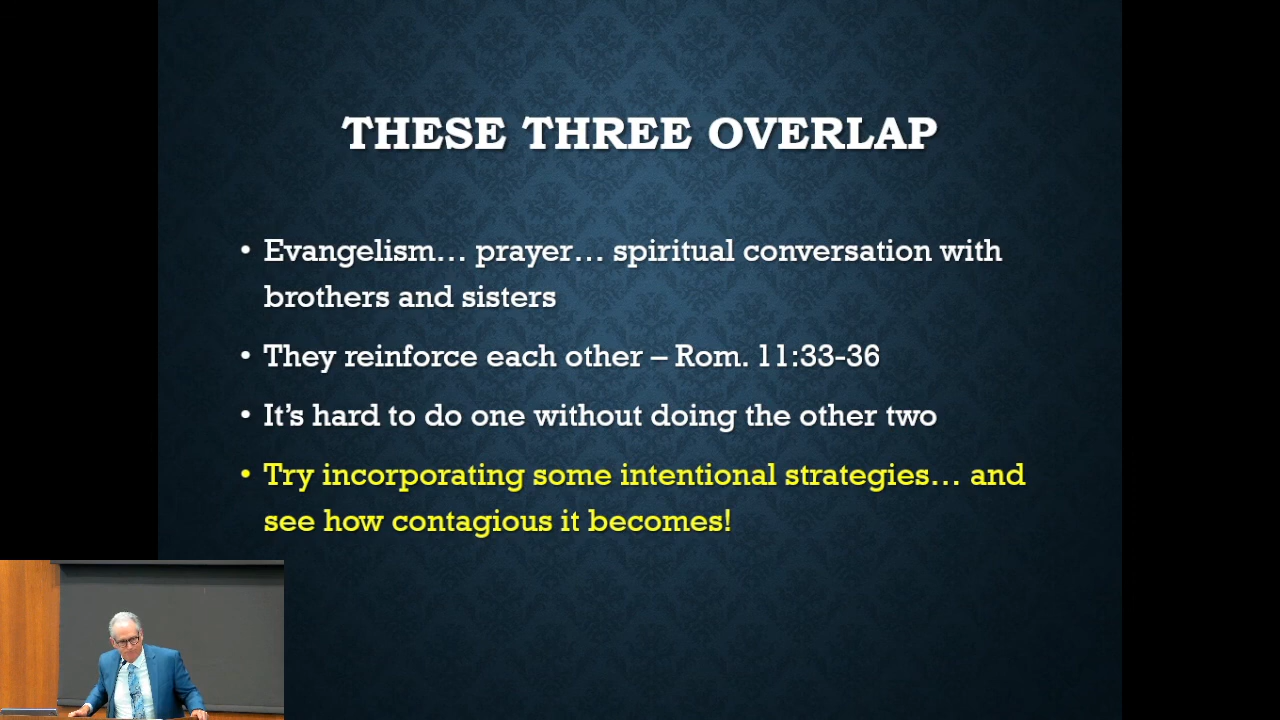 THESE THREE OVERLAP
• Evangelism... prayer... spiritual conversation with
brothers and sisters
• They reinforce each other – Rom. 11:33-36
• It’s hard to do one without doing the other two
• Try incorporating some intentional strategies... and
see how contagious it becomes!